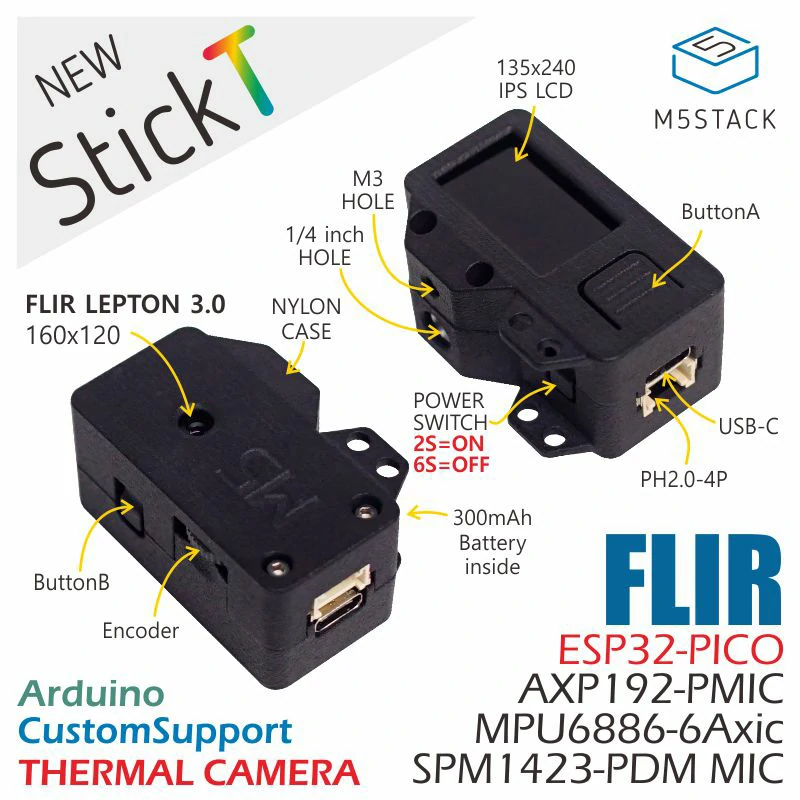 NEW
StickT
135x240
IPS LCD
5
M5STACK
M3
HOLE
1/4 inch
HOLE
ButtonA
FLIR LEPTON 3.0
160x120
NYLON
CASE
POWER
SWITCH
2S=ON
6S=OFF
USB-C
PH2.0-4P
M5
300mAh
Battery
inside
ButtonB
Encoder
FLIR
ESP32-PICO
AXP192-PMIC
MPU6886-6Axic
SPM1423-PDM MIC
Arduino
CustomSupport
THERMAL CAMERA